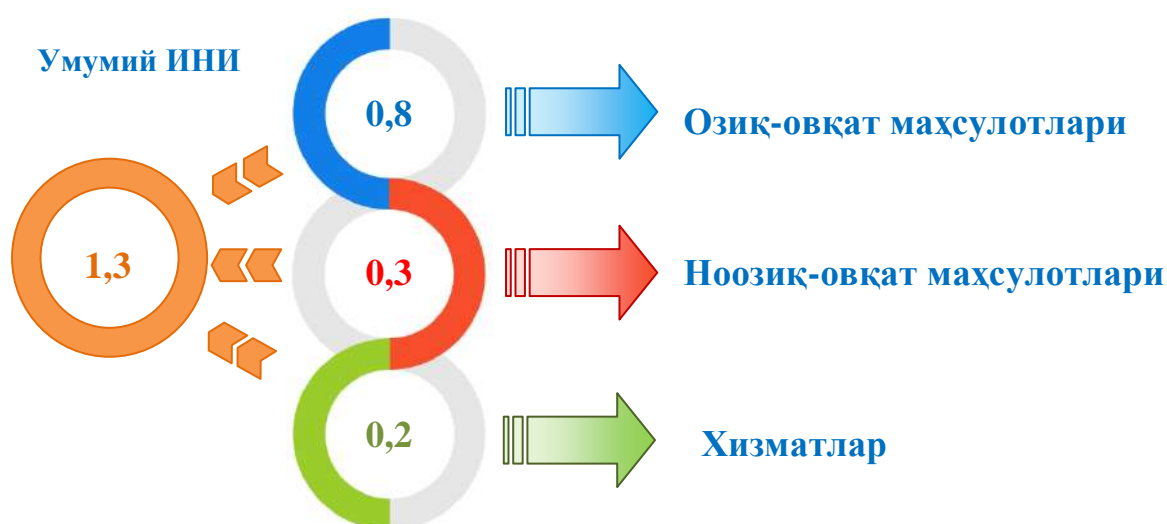 Умумий ИНИ
0,8
Озиқ-овқат маҳсулотлари
1,3
0,3
Ноозиқ-овқат маҳсулотлари
0,2
Хизматлар